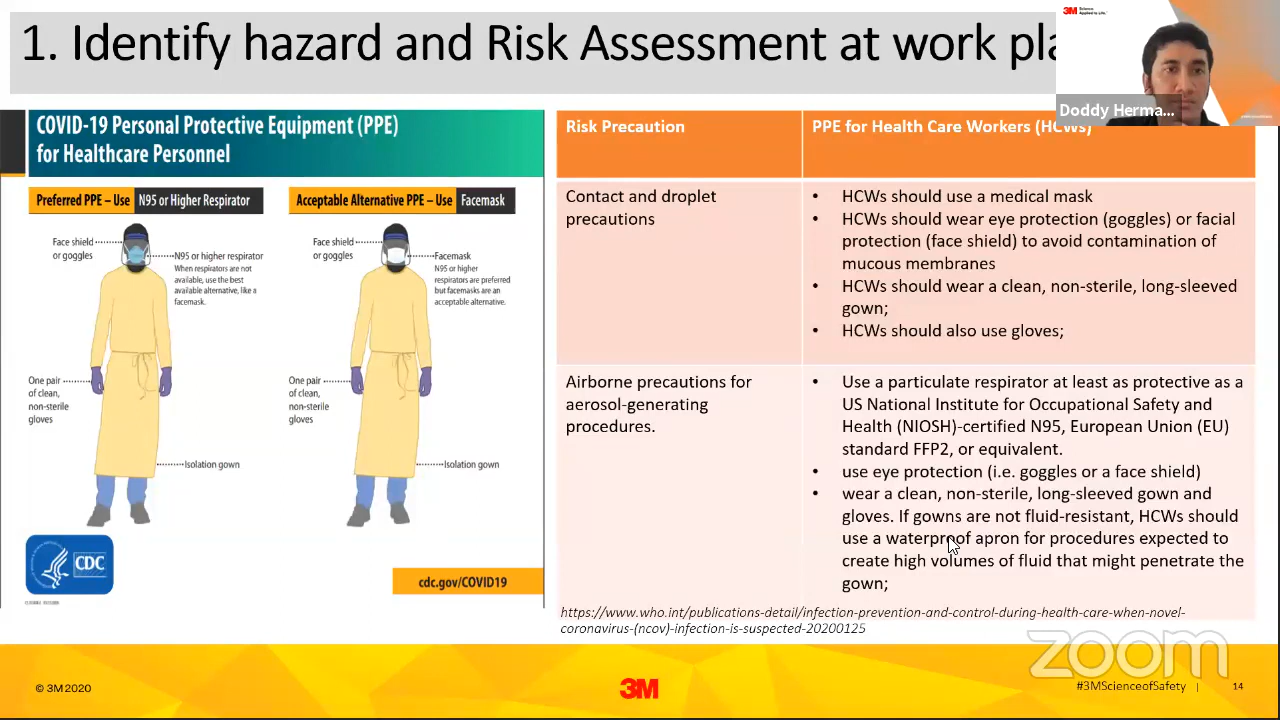 1. Identify hazard and Risk Assessment at work pla
3M Science.
Applied to Life.™
Doddy Herma...
COVID-19 Personal Protective Equipment (PPE)
for Healthcare Personnel
Preferred PPE – Use N95 or Higher Respirator
Face shield
or goggles
N95 or higher respirator
When respirators are not
available, use the best
available alternative, like a
facemask.
One pair
of clean,
non-sterile
gloves
Isolation gown
Acceptable Alternative PPE – Use Facemask
Face shield
or goggles
Facemask
N95 or higher
respirators are preferred
but facemasks are an
acceptable alternative.
One pair
of clean,
non-sterile
gloves
Isolation gown
CDC
cdc.gov/COVID19
Risk Precaution
PPE for Health Care Workers (HCWs)
Contact and droplet
precautions
• HCWs should use a medical mask
• HCWs should wear eye protection (goggles) or facial
protection (face shield) to avoid contamination of
mucous membranes
• HCWs should wear a clean, non-sterile, long-sleeved
gown;
• HCWs should also use gloves;
Airborne precautions for
aerosol-generating
procedures.
• Use a particulate respirator at least as protective as a
US National Institute for Occupational Safety and
Health (NIOSH)-certified N95, European Union (EU)
standard FFP2, or equivalent.
• use eye protection (i.e. goggles or a face shield)
• wear a clean, non-sterile, long-sleeved gown and
gloves. If gowns are not fluid-resistant, HCWs should
use a waterproof apron for procedures expected to
create high volumes of fluid that might penetrate the
gown;
https://www.who.int/publications-detail/infection-prevention-and-control-during-health-care-when-novel-
coronavirus-(ncov)-infection-is-suspected-20200125
zoom
© 3M 2020
3M
#3MScienceofSafety |
14